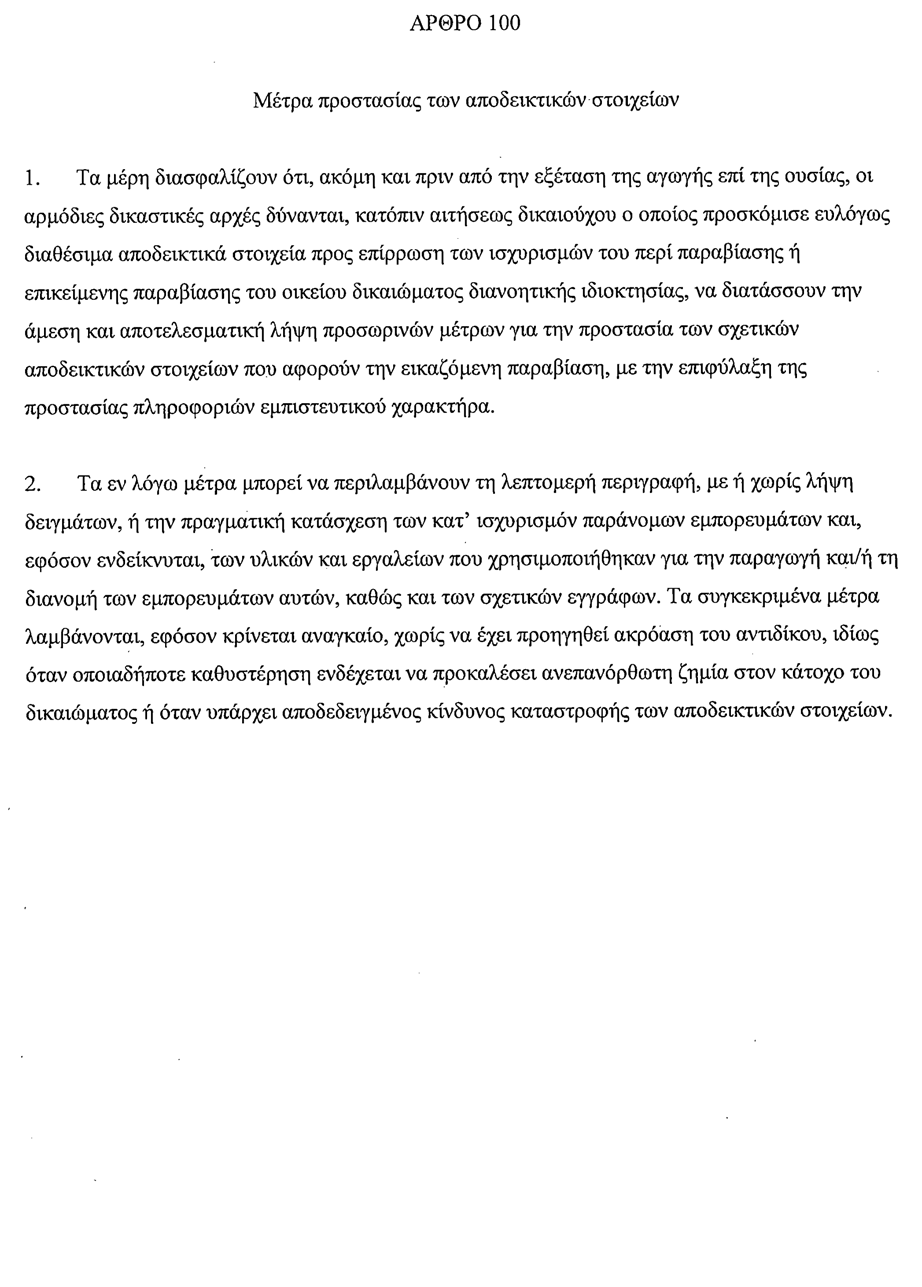 ΑΡΘΡΟ 100
Μέτρα προστασίας των αποδεικτικών στοιχείων
1. Τα μέρη διασφαλίζουν ότι, ακόμη και πριν από την εξέταση της αγωγής επί της ουσίας, οι
αρμόδιες δικαστικές αρχές δύνανται, κατόπιν αιτήσεως δικαιούχου ο οποίος προσκόμισε ευλόγως
διαθέσιμα αποδεικτικά στοιχεία προς επίρρωση των ισχυρισμών του περί παραβίασης ή
επικείμενης παραβίασης του οικείου δικαιώματος διανοητικής ιδιοκτησίας, να διατάσσουν την
άμεση και αποτελεσματική λήψη προσωρινών μέτρων για την προστασία των σχετικών
αποδεικτικών στοιχείων που αφορούν την εικαζόμενη παραβίαση, με την επιφύλαξη της
προστασίας πληροφοριών εμπιστευτικού χαρακτήρα.
2. Τα εν λόγω μέτρα μπορεί να περιλαμβάνουν τη λεπτομερή περιγραφή, με ή χωρίς λήψη
δειγμάτων, ή την πραγματική κατάσχεση των κατ’ ισχυρισμόν παράνομων εμπορευμάτων και,
εφόσον ενδείκνυται, των υλικών και εργαλείων που χρησιμοποιήθηκαν για την παραγωγή και/ή τη
διανομή των εμπορευμάτων αυτών, καθώς και των σχετικών εγγράφων. Τα συγκεκριμένα μέτρα
λαμβάνονται, εφόσον κρίνεται αναγκαίο, χωρίς να έχει προηγηθεί ακρόαση του αντιδίκου, ιδίως
όταν οποιαδήποτε καθυστέρηση ενδέχεται να προκαλέσει ανεπανόρθωτη ζημία στον κάτοχο του
δικαιώματος ή όταν υπάρχει αποδεδειγμένος κίνδυνος καταστροφής των αποδεικτικών στοιχείων.